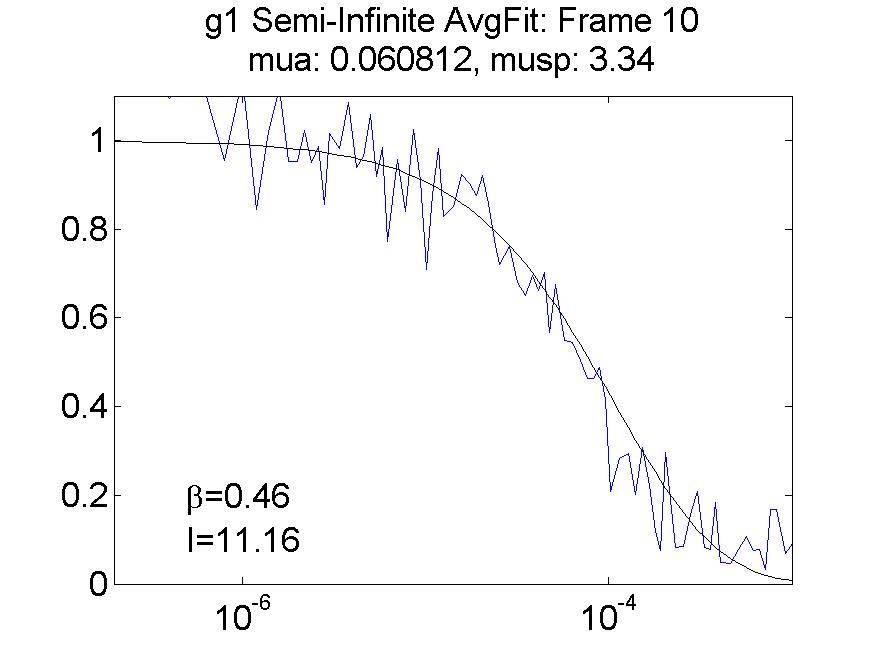 g1 Semi-Infinite AvgFit: Frame 10
mua: 0.060812, musp: 3.34
1
0.8
0.6
0.4
0.2
0
β=0.46
I=11.16
10^-6
10^-4